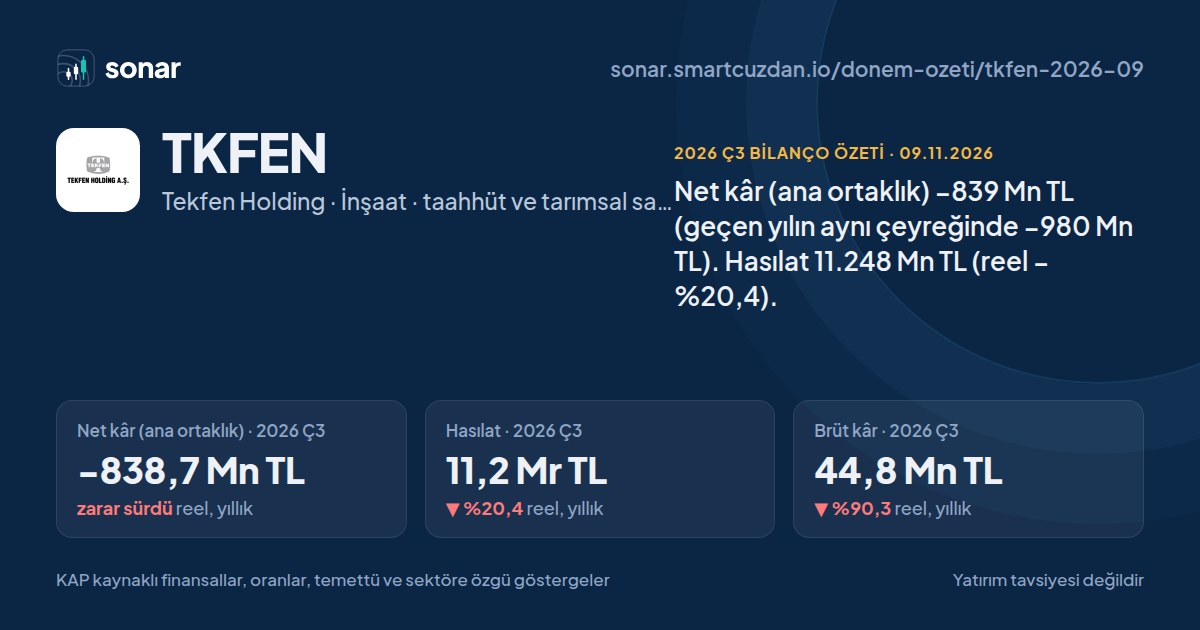 sonar
sonar.smartcuzdan.io/donem-ozeti/tkfen-2026-09
TEKFEN
TEKFEN HOLDİNG A.Ş.
TKFEN
Tekfen Holding · İnşaat · taahhüt ve tarımsal sa...
2026 Ç3 BİLANÇO ÖZETİ · 09.11.2026
Net kâr (ana ortaklık) −839 Mn TL
(geçen yılın aynı çeyreğinde −980 Mn
TL). Hasılat 11.248 Mn TL (reel −
%20,4).
Net kâr (ana ortaklık) · 2026 Ç3
−838,7 Mn TL
zarar sürdü reel, yıllık
Hasılat · 2026 Ç3
11,2 Mr TL
▼ %20,4 reel, yıllık
Brüt kâr · 2026 Ç3
44,8 Mn TL
▼ %90,3 reel, yıllık
KAP kaynaklı finansallar, oranlar, temettü ve sektöre özgü göstergeler
Yatırım tavsiyesi değildir